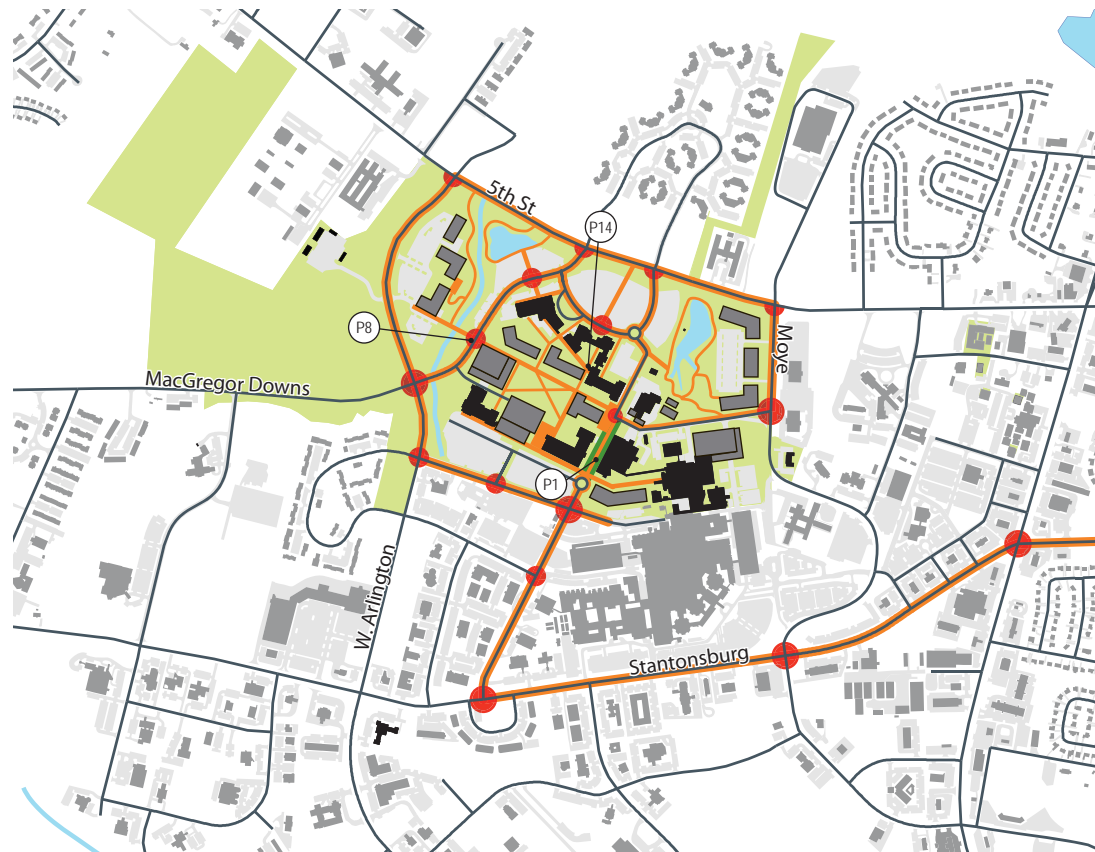 5th St
P14
P8
Moye
MacGregor Downs
P1
W. Arlington
Stantonsburg